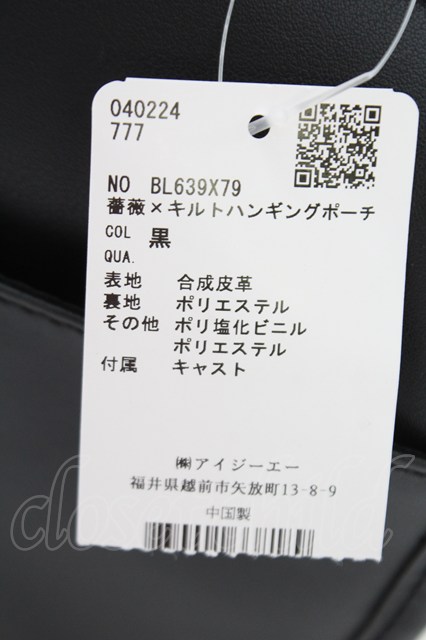 040224
777
NO BL639X79
薔薇×キルトハンギングポーチ
COL 黒
QUA.
表地 合成皮革
裏地 ポリエステル
その他 ポリ塩化ビニル
ポリエステル
付属 キャスト
㈱アイジーエー
福井県越前市矢放町13-8-9
中国製